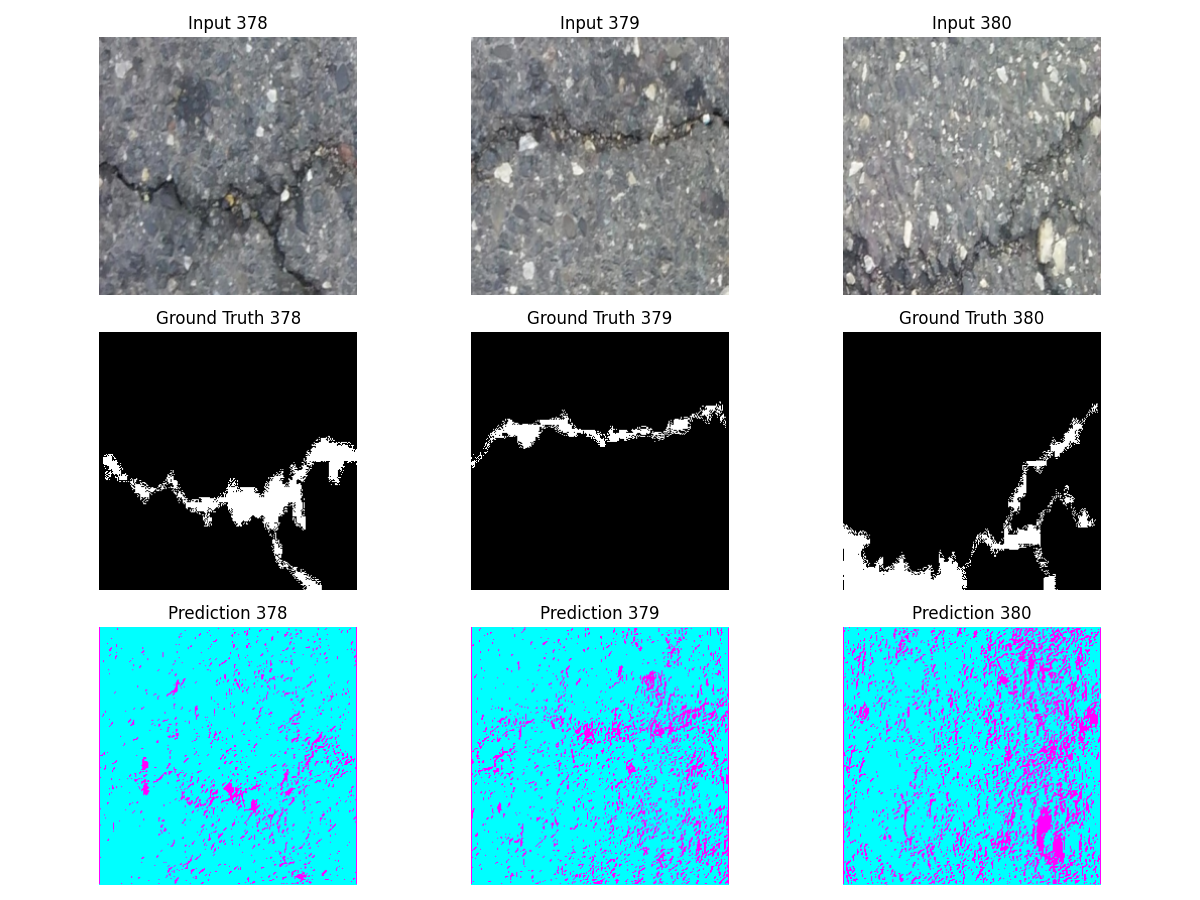 Input 378
Input 379
Input 380
Ground Truth 378
Ground Truth 379
Ground Truth 380
Prediction 378
Prediction 379
Prediction 380